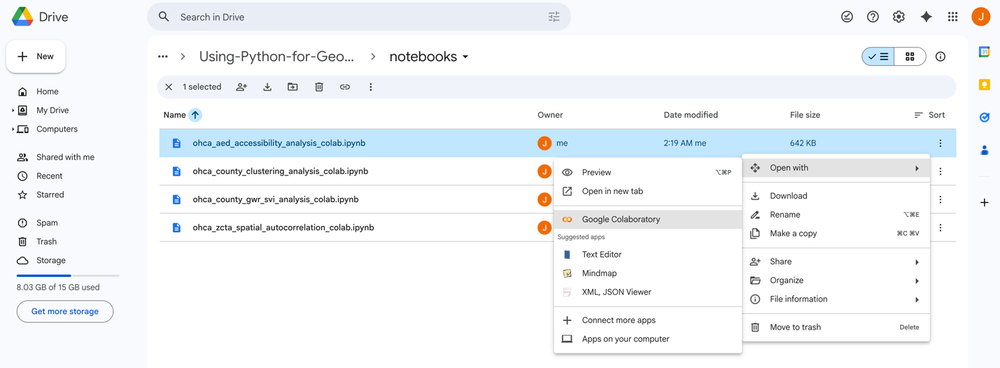 Drive
Search in Drive
J
New
Using-Python-for-Geo...
notebooks
1 selected
Home
My Drive
Computers
Shared with me
Recent
Starred
Spam
Trash
Storage
8.03 GB of 15 GB used
Get more storage
Name
Owner
Date modified
File size
Sort
ohca_aed_accessibility_analysis_colab.ipynb
J
me
2:19 AM me
642 KB
ohca_county_clustering_analysis_colab.ipynb
J
ohca_county_gwr_svi_analysis_colab.ipynb
J
ohca_zcta_spatial_autocorrelation_colab.ipynb
J
Preview ⌥⌘P
Open in new tab
Google Colaboratory
Suggested apps
Text Editor
Mindmap
XML, JSON Viewer
Connect more apps
Apps on your computer
Open with
Download
Rename ⌥⌘E
Make a copy ⌘C ⌘V
Share
Organize
File information
Move to trash Delete
31